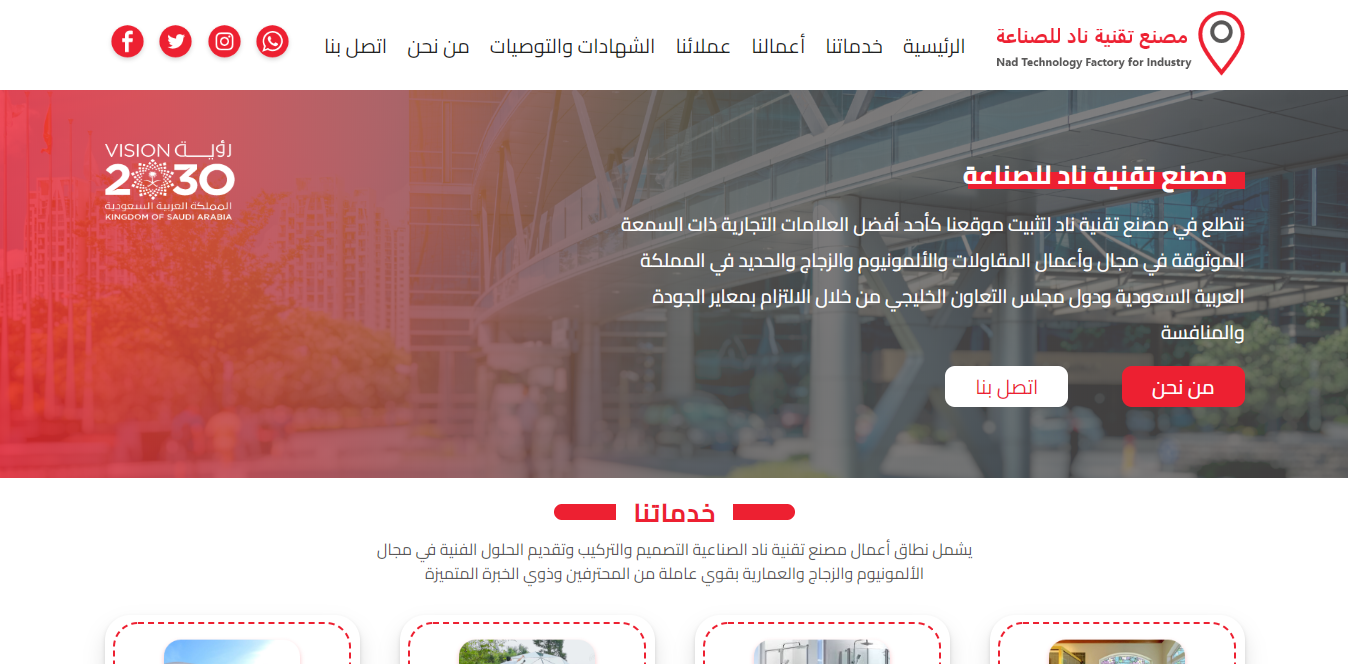 مصنع تقنية ناد للصناعة
Nad Technology Factory for Industry
الرئيسية
خدماتنا
أعمالنا
عملائنا
الشهادات والتوصيات
من نحن
اتصل بنا
مصنع تقنية ناد للصناعة
نتطلع في مصنع تقنية ناد لتثبيت موقعنا كأحد أفضل العلامات التجارية ذات السمعة
الموثوقة في مجال وأعمال المقاولات والألمونيوم والزجاج والحديد في المملكة
العربية السعودية ودول مجلس التعاون الخليجي من خلال الالتزام بمعاير الجودة
والمنافسة
من نحن
اتصل بنا
VISION رؤيـــة
2030
المملكة العربية السعودية
KINGDOM OF SAUDI ARABIA
خدماتنا
يشمل نطاق أعمال مصنع تقنية ناد الصناعية التصميم والتركيب وتقديم الحلول الفنية في مجال
الألمونيوم والزجاج والعمارية بقوي عاملة من المحترفين وذوي الخبرة المتميزة